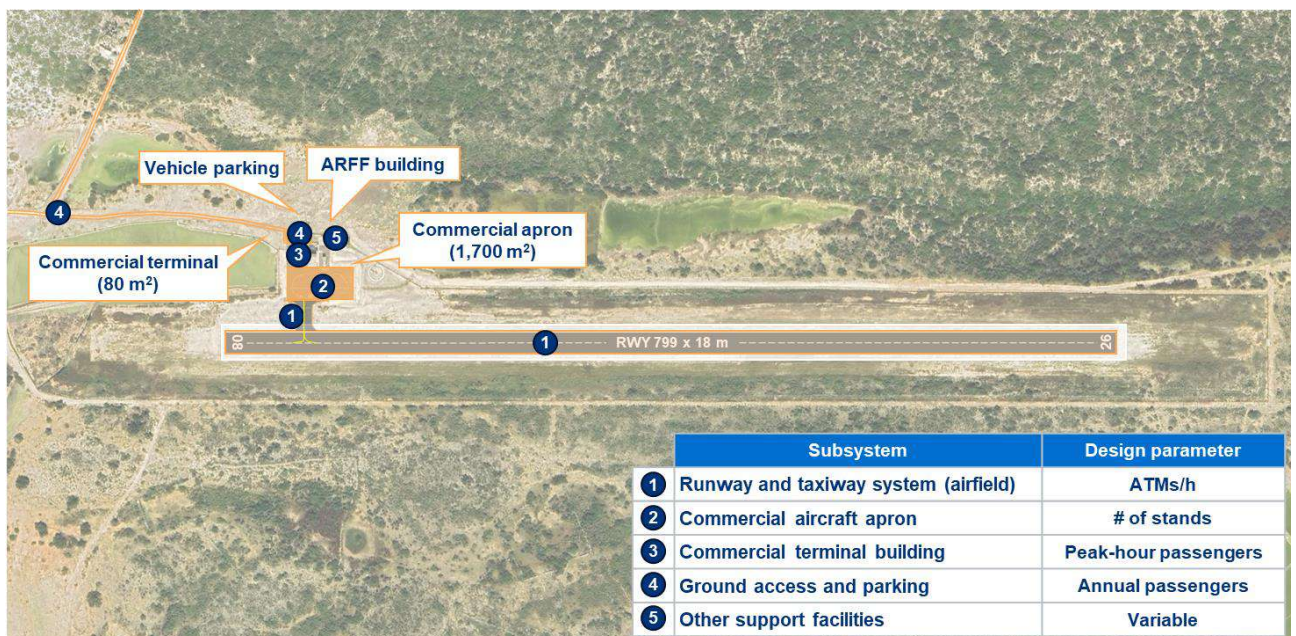 Vehicle parking
ARFF building
4
4
5
3
Commercial apron
(1,700 m²)
Commercial terminal
(80 m²)
2
1
08
RWY 799 x 18 m
1
26
Subsystem Design parameter
1 Runway and taxiway system (airfield) ATMs/h
2 Commercial aircraft apron # of stands
3 Commercial terminal building Peak-hour passengers
4 Ground access and parking Annual passengers
5 Other support facilities Variable